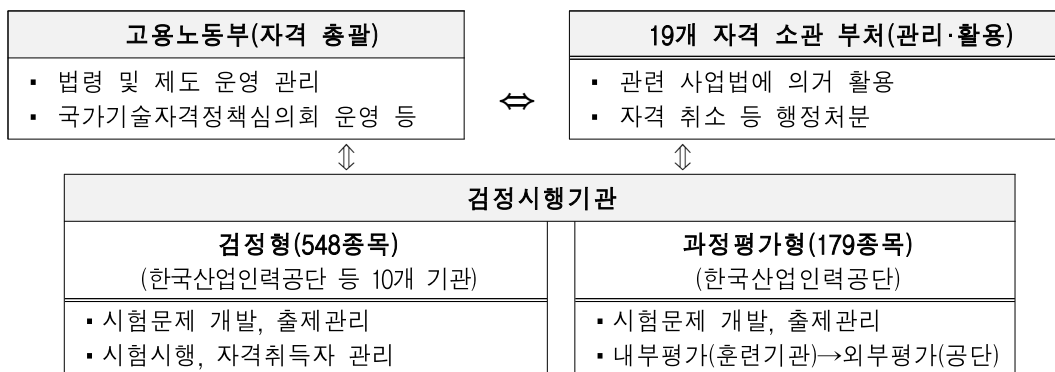 고용노동부(자격 총괄)
▪ 법령 및 제도 운영 관리
▪ 국가기술자격정책심의회 운영 등
⇔
19개 자격 소관 부처(관리·활용)
▪ 관련 사업법에 의거 활용
▪ 자격 취소 등 행정처분
⇕ ⇕
검정시행기관
검정형(548종목)
(한국산업인력공단 등 10개 기관)
▪ 시험문제 개발, 출제관리
▪ 시험시행, 자격취득자 관리
과정평가형(179종목)
(한국산업인력공단)
▪ 시험문제 개발, 출제관리
▪ 내부평가(훈련기관)→외부평가(공단)